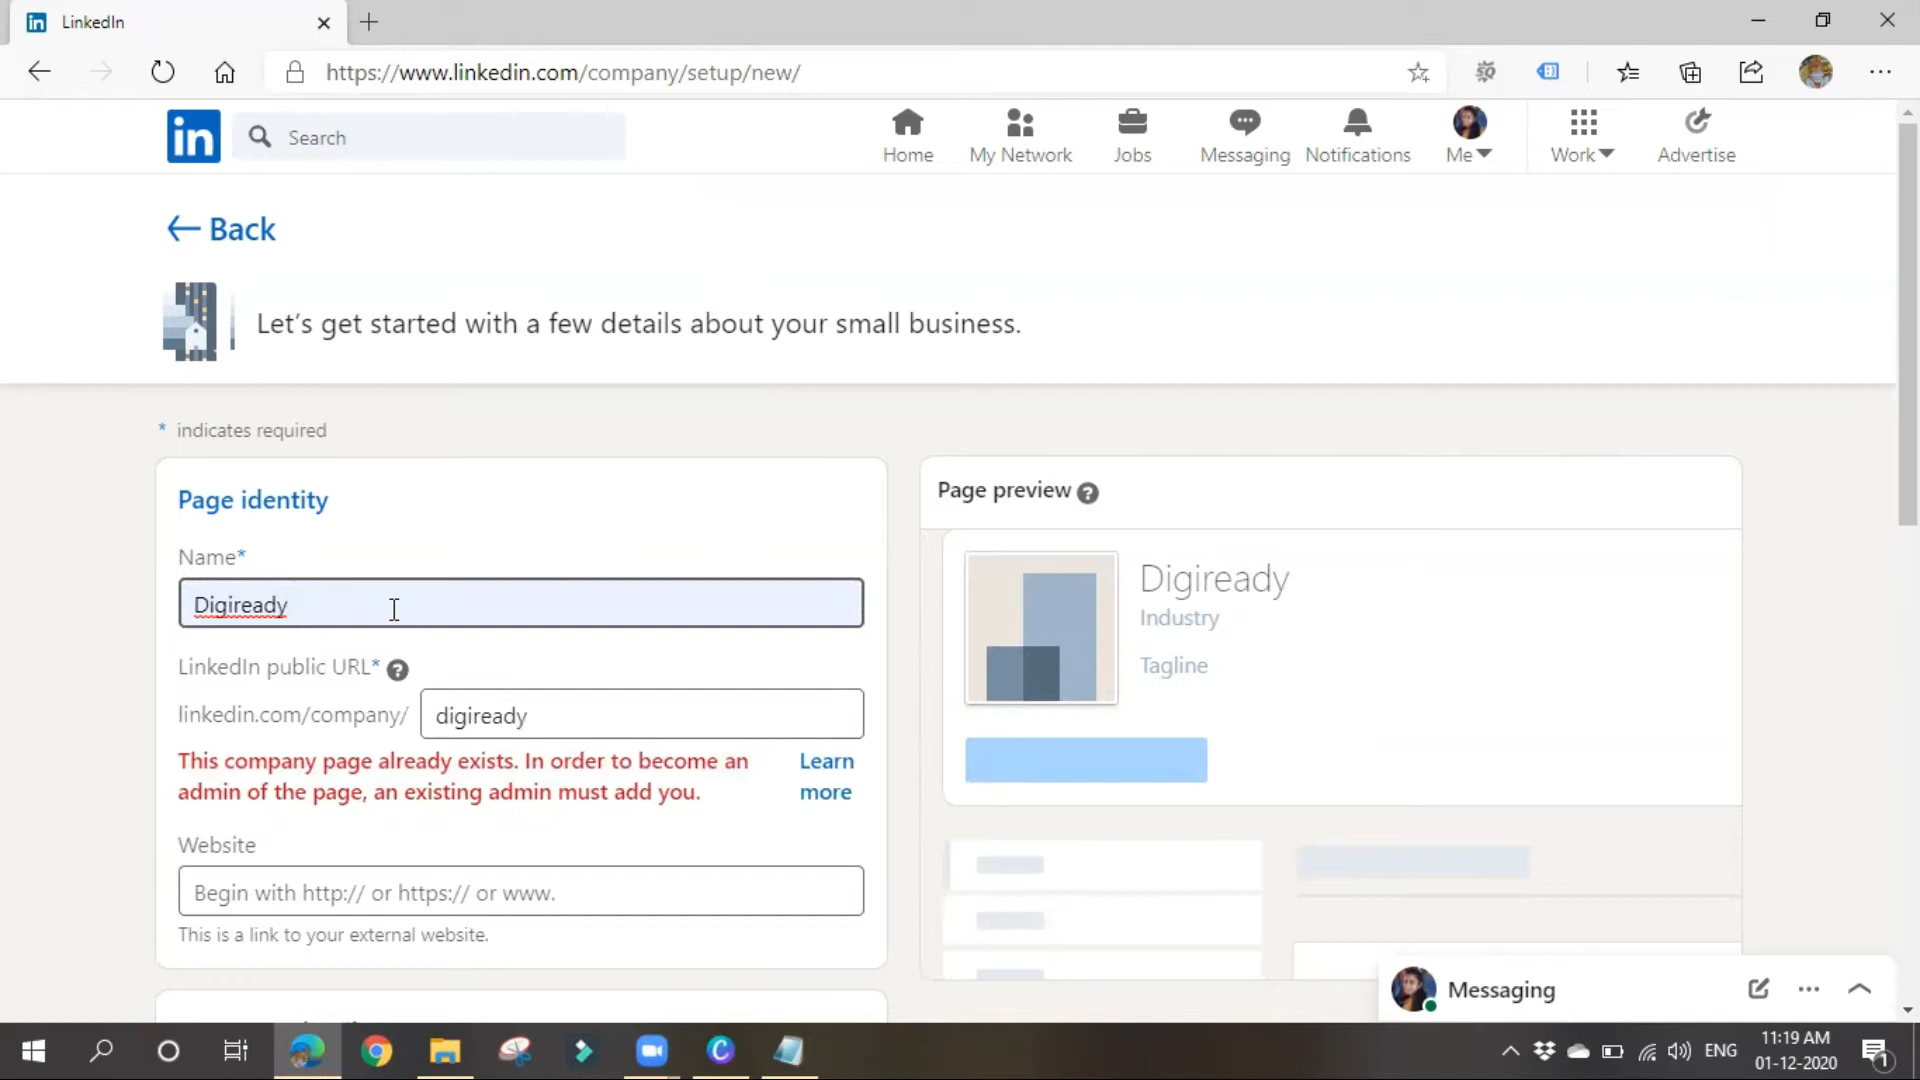 in LinkedIn
https://www.linkedin.com/company/setup/new/
SQ
in Search
Home My Network Jobs Messaging Notifications Me Work Advertise
← Back
Let's get started with a few details about your small business.
* indicates required
Page identity
Name*
Digiready
LinkedIn public URL* ?
linkedin.com/company/ digiready
This company page already exists. In order to become an admin of the page, an existing admin must add you.
Learn more
Website
Begin with http:// or https:// or www.
This is a link to your external website.
Page preview ?
Digiready
Industry
Tagline
Messaging
ENG
11:19 AM
01-12-2020
1